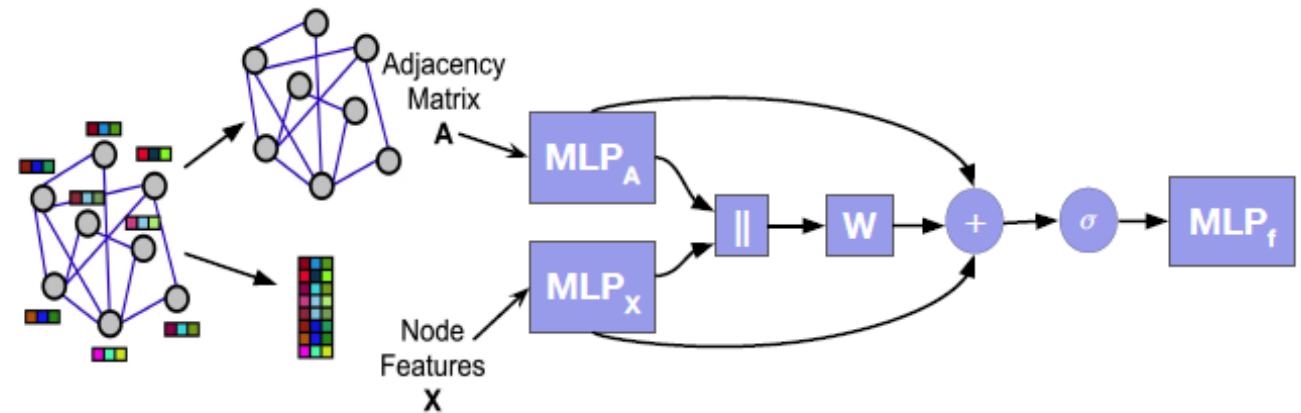 Adjacency
Matrix
A
MLP_A
MLP_X
||
W
+
σ
MLP_f
Node
Features
X